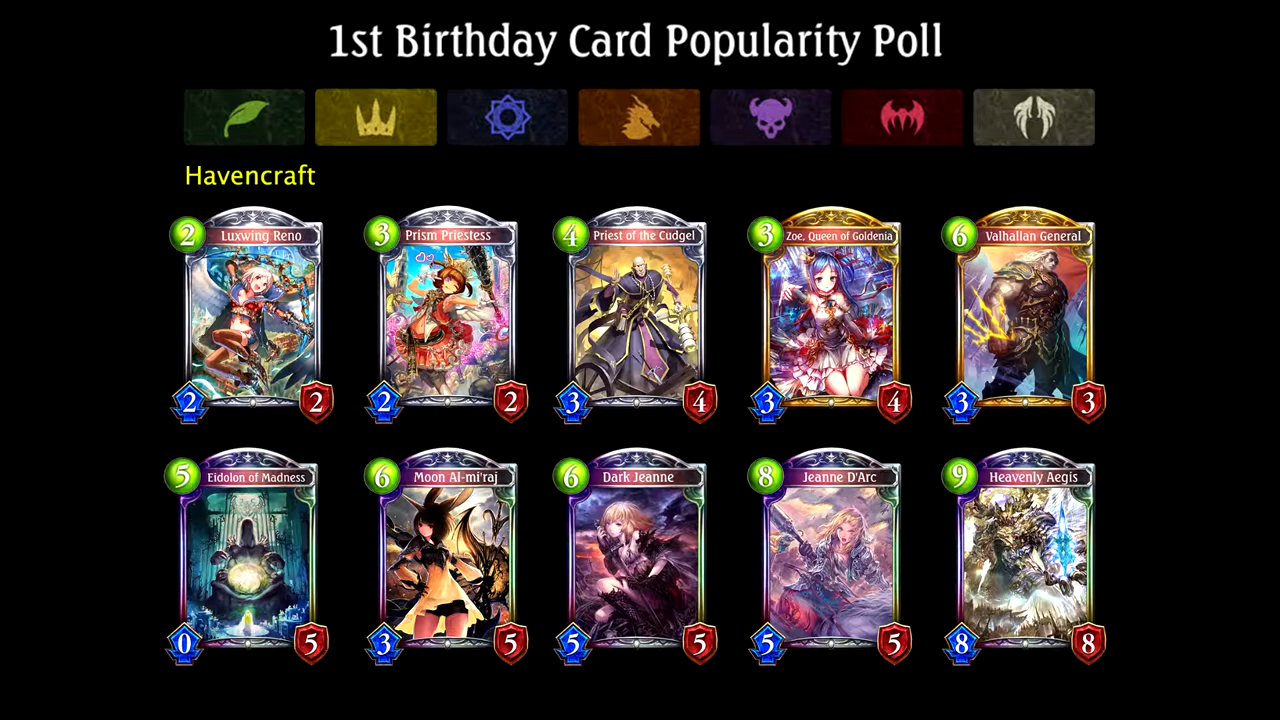 1st Birthday Card Popularity Poll
Havencraft
2 Luxwing Reno
3 Prism Priestess
4 Priest of the Cudgel
3 Zoe, Queen of Goldenia
6 Valhallan General
2 2
2 2
3 4
3 4
3 3
5 Eidolon of Madness
6 Moon Al-mi'raj
6 Dark Jeanne
8 Jeanne D'Arc
9 Heavenly Aegis
0 5
3 5
5 5
5 5
8 8